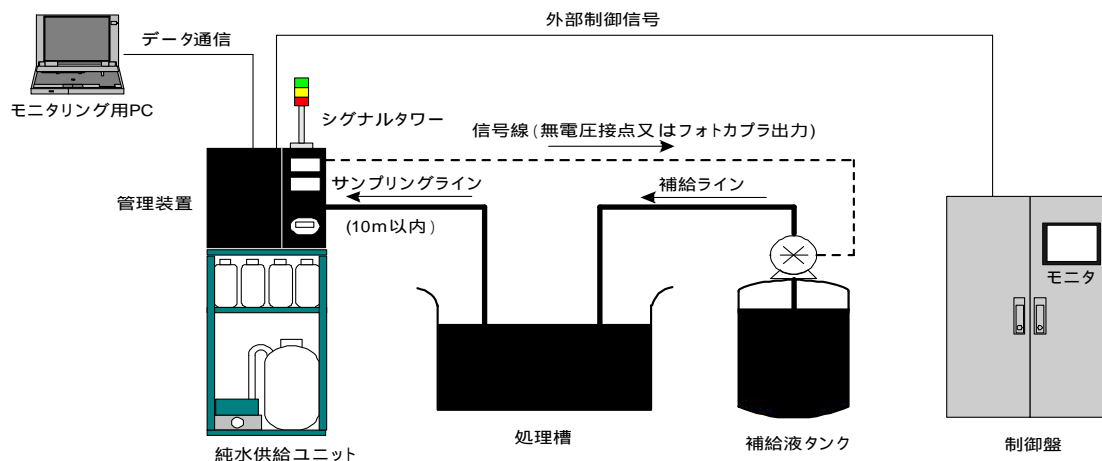 外部制御信号
データ通信
モニタリング用PC
シグナルタワー
信号線(無電圧接点又はフォトカプラ出力)
管理装置
サンプリングライン
(10m以内)
補給ライン
モニタ
処理槽
補給液タンク
制御盤
純水供給ユニット